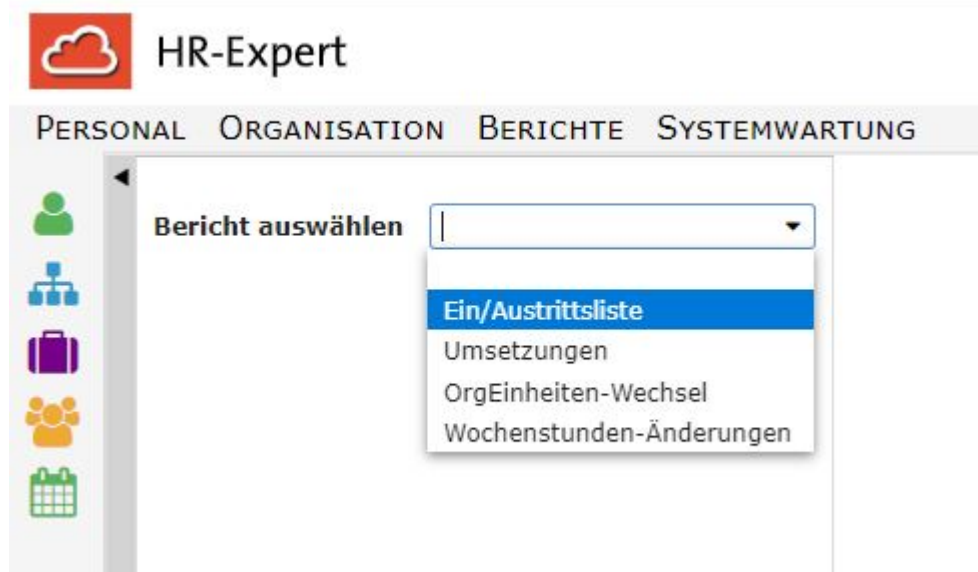 HR-Expert
PERSONAL ORGANISATION BERICHTE SYSTEMWARTUNG
Bericht auswählen
Ein/Austrittsliste
Umsetzungen
OrgEinheiten-Wechsel
Wochenstunden-Änderungen